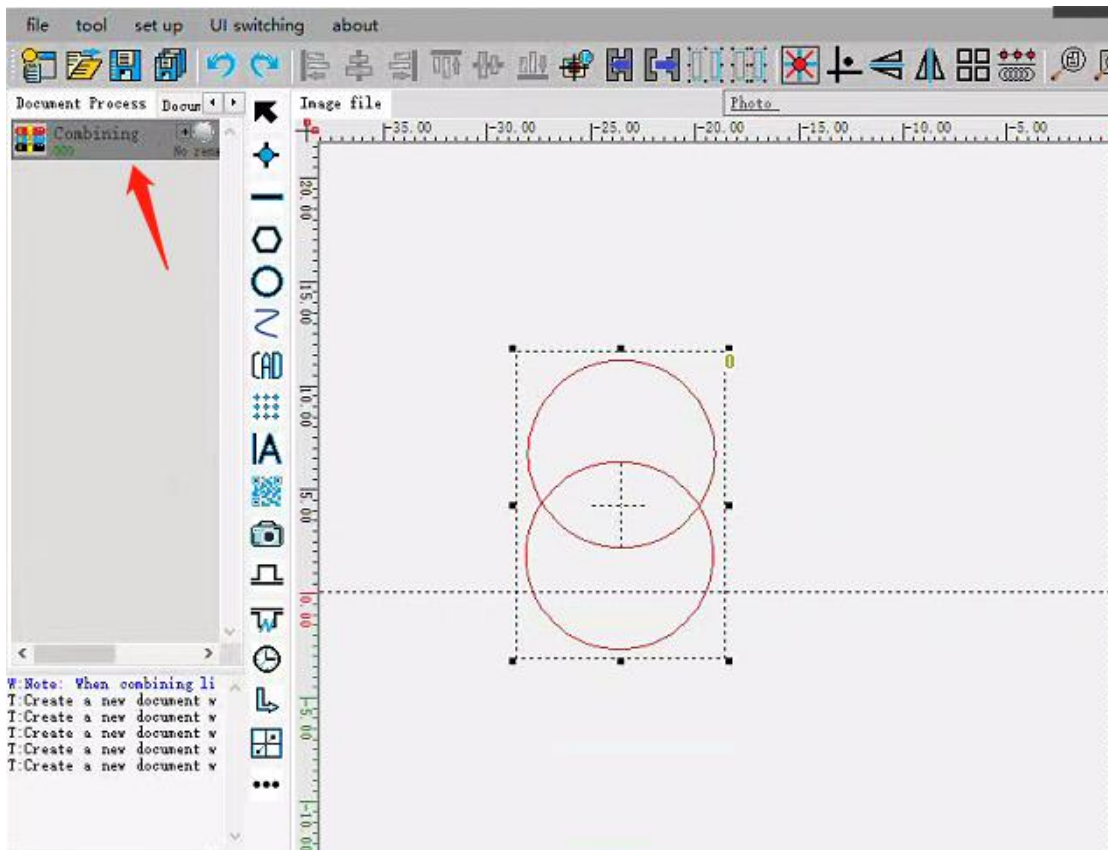 file tool set up UI switching about
Document Process Docum
Image file
Photo
-35.00 -30.00 -25.00 -20.00 -15.00 -10.00 -5.00
Combining
000
No rema
20.00
15.00
10.00
5.00
0.00
-5.00
-10.00
0
CAD
A
W:Note: When combining li
T:Create a new document w
T:Create a new document w
T:Create a new document w
T:Create a new document w
T:Create a new document w